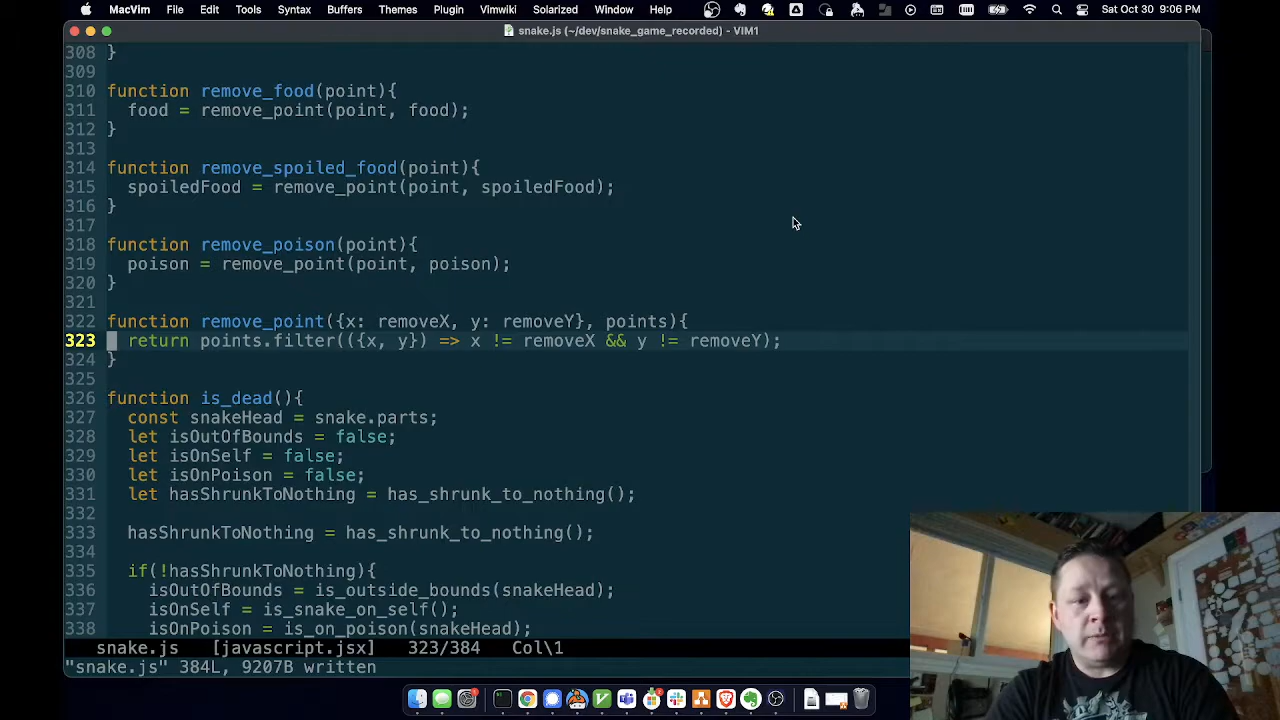 MacVim File Edit Tools Syntax Buffers Themes Plugin Vimwiki Solarized Window Help Sat Oct 30 9:06 PM
snake.js (~/dev/snake_game_recorded) - VIM1
308 }
309
310 function remove_food(point){
311 food = remove_point(point, food);
312 }
313
314 function remove_spoiled_food(point){
315 spoiledFood = remove_point(point, spoiledFood);
316 }
317
318 function remove_poison(point){
319 poison = remove_point(point, poison);
320 }
321
322 function remove_point({x: removeX, y: removeY}, points){
323 return points.filter(({x, y}) => x != removeX && y != removeY);
324 }
325
326 function is_dead(){
327 const snakeHead = snake.parts;
328 let isOutOfBounds = false;
329 let isOnSelf = false;
330 let isOnPoison = false;
331 let hasShrunkToNothing = has_shrunk_to_nothing();
332
333 hasShrunkToNothing = has_shrunk_to_nothing();
334
335 if(!hasShrunkToNothing){
336 isOutOfBounds = is_outside_bounds(snakeHead);
337 isOnSelf = is_snake_on_self();
338 isOnPoison = is_on_poison(snakeHead);
snake.js [javascript.jsx] 323/384 Col\1
"snake.js" 384L, 9207B written